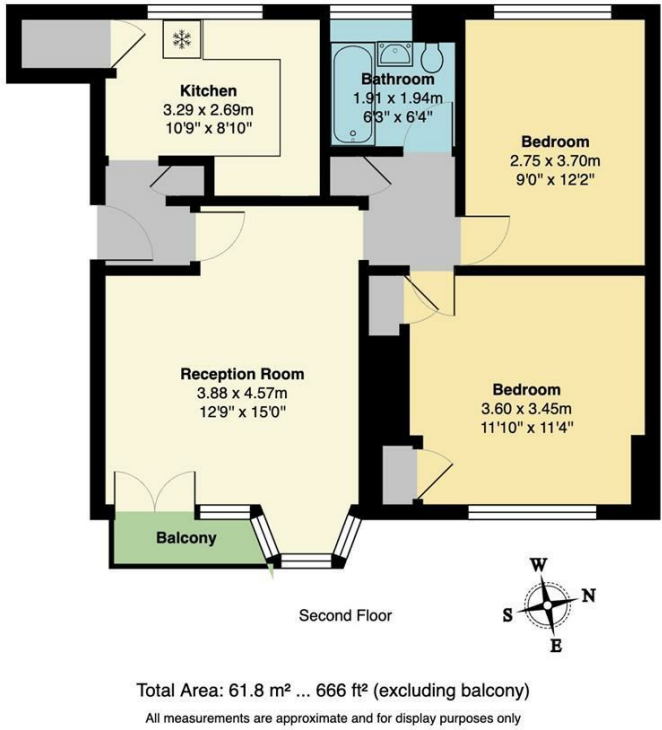 Kitchen
3.29 x 2.69m
10'9" x 8'10"
Bathroom
1.91 x 1.94m
6'3" x 6'4"
Bedroom
2.75 x 3.70m
9'0" x 12'2"
Reception Room
3.88 x 4.57m
12'9" x 15'0"
Bedroom
3.60 x 3.45m
11'10" x 11'4"
Balcony
Second Floor
W
N
S
E
Total Area: 61.8 m² ... 666 ft² (excluding balcony)
All measurements are approximate and for display purposes only